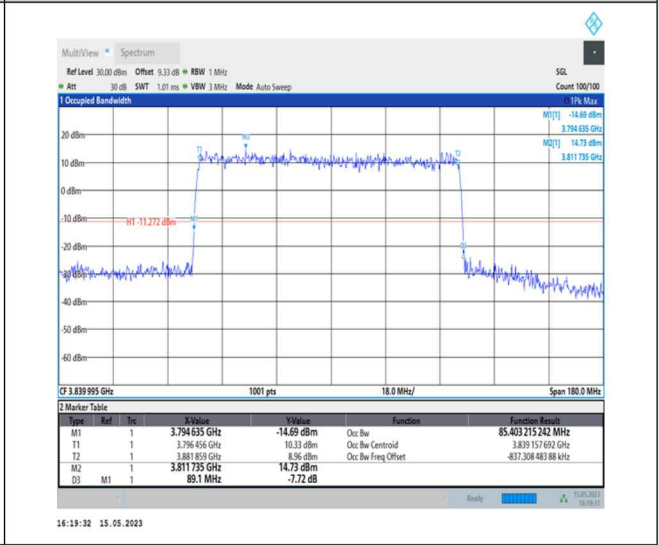 MultiView Spectrum
Ref Level 30.00 dBm Offset 9.33 dB RBW 1 MHz SGL
Att 30 dB SWT 1.01 ms VBW 3 MHz Mode Auto Sweep Count 100/100
1 Occupied Bandwidth 1Pk Max
M1[1] -14.69 dBm
3.794 635 GHz
M2[1] 14.73 dBm
3.811 735 GHz
20 dBm
M2
T1
T2
10 dBm
0 dBm
-10 dBm
H1 -11.272 dBm
M1
-20 dBm
D3
-30 dBm
-40 dBm
-50 dBm
-60 dBm
CF 3.839 995 GHz 1001 pts 18.0 MHz/ Span 180.0 MHz
2 Marker Table
Type Ref Trc X-Value Y-Value Function Function Result
M1 1 3.794 635 GHz -14.69 dBm Occ Bw 85.403 215 242 MHz
T1 1 3.796 456 GHz 10.33 dBm Occ Bw Centroid 3.839 157 692 GHz
T2 1 3.881 859 GHz 8.96 dBm Occ Bw Freq Offset -837.308 483 88 kHz
M2 1 3.811 735 GHz 14.73 dBm
D3 M1 1 89.1 MHz -7.72 dB
Ready 15.05.2023
16:19:31
16:19:32 15.05.2023